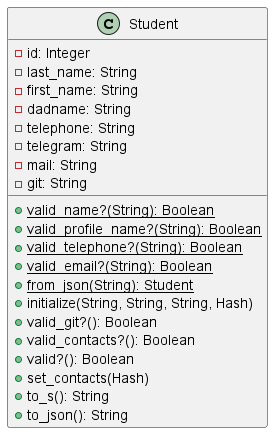 C Student
id: Integer
last_name: String
first_name: String
dadname: String
telephone: String
telegram: String
mail: String
git: String
valid_name?(String): Boolean
valid_profile_name?(String): Boolean
valid_telephone?(String): Boolean
valid_email?(String): Boolean
from_json(String): Student
initialize(String, String, String, Hash)
valid_git?(): Boolean
valid_contacts?(): Boolean
valid?(): Boolean
set_contacts(Hash)
to_s(): String
to_json(): String